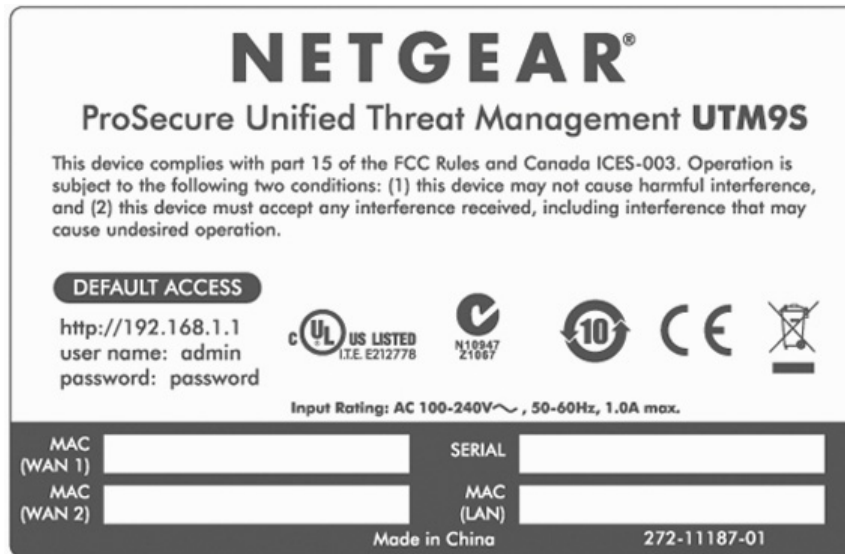 NETGEAR®
ProSecure Unified Threat Management UTM9S
This device complies with part 15 of the FCC Rules and Canada ICES-003. Operation is
subject to the following two conditions: (1) this device may not cause harmful interference,
and (2) this device must accept any interference received, including interference that may
cause undesired operation.
DEFAULT ACCESS
http://192.168.1.1
user name: admin
password: password
C UL® US LISTED
I.T.E. E212778
N10947
Z1067
10
CE
Input Rating: AC 100-240V~ , 50-60Hz, 1.0A max.
MAC
(WAN 1)
SERIAL
MAC
(WAN 2)
MAC
(LAN)
Made in China 272-11187-01